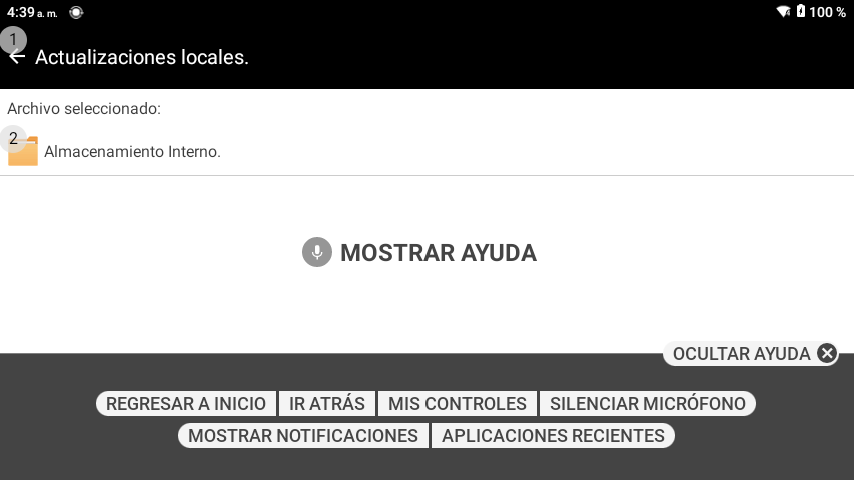 4:39 a. m. 100 %
1
Actualizaciones locales.
Archivo seleccionado:
2
Almacenamiento Interno.
MOSTRAR AYUDA
OCULTAR AYUDA
REGRESAR A INICIO IR ATRÁS MIS CONTROLES SILENCIAR MICRÓFONO
MOSTRAR NOTIFICACIONES APLICACIONES RECIENTES